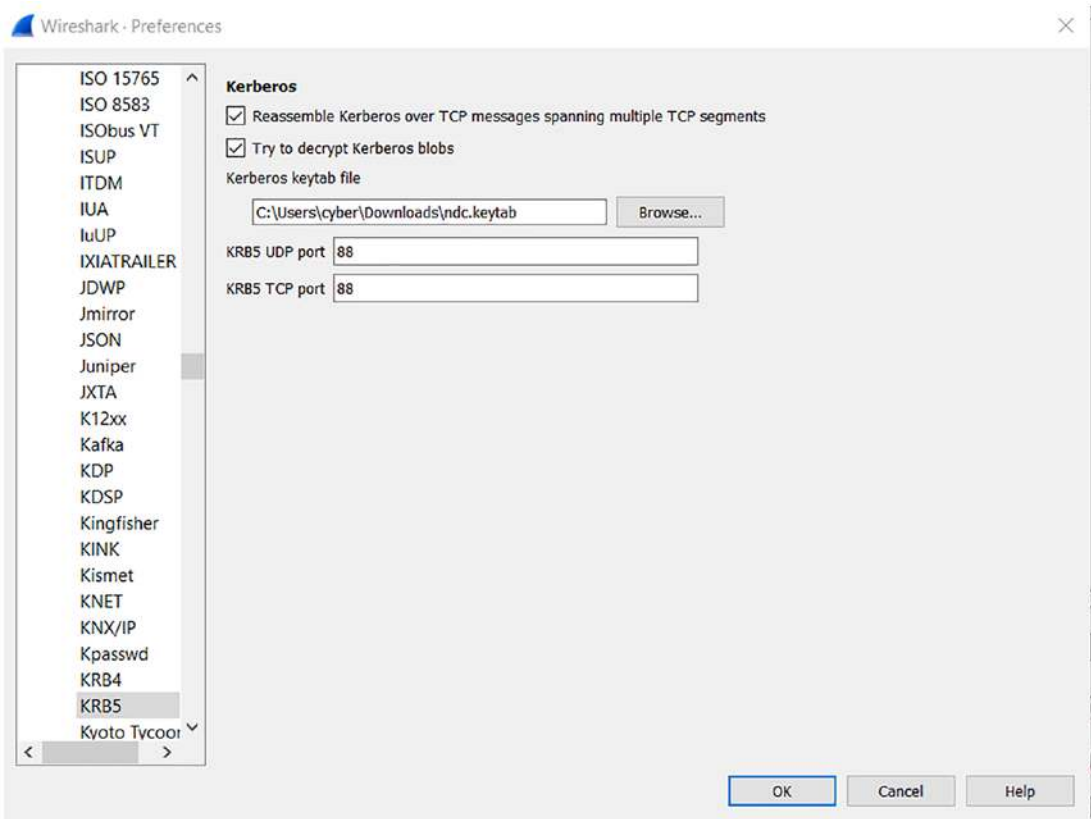 Wireshark · Preferences
ISO 15765
ISO 8583
ISObus VT
ISUP
ITDM
IUA
IuUP
IXIATRAILER
JDWP
Jmirror
JSON
Juniper
JXTA
K12xx
Kafka
KDP
KDSP
Kingfisher
KINK
Kismet
KNET
KNX/IP
Kpasswd
KRB4
KRB5
Kyoto Tycoor
Kerberos
Reassemble Kerberos over TCP messages spanning multiple TCP segments
Try to decrypt Kerberos blobs
Kerberos keytab file
C:\Users\cyber\Downloads\ndc.keytab Browse...
KRB5 UDP port 88
KRB5 TCP port 88
OK Cancel Help